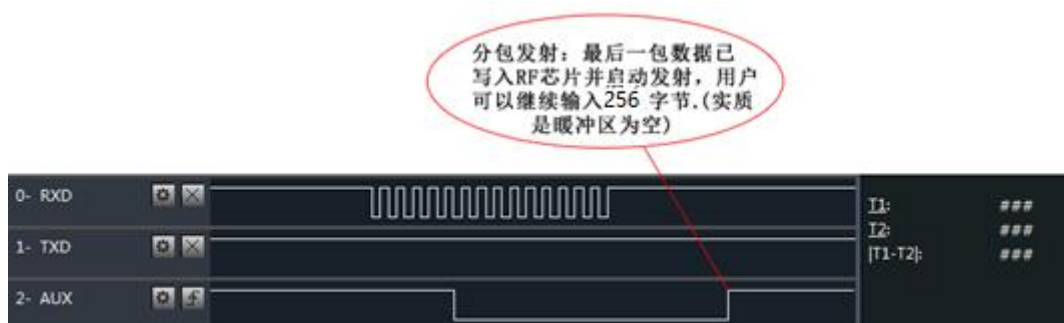 分包发射：最后一包数据已
写入RF芯片并启动发射，用户
可以继续输入256 字节.(实质
是暖冲区为空)
0- RXD
1- TXD
2- AUX
T1: ###
T2: ###
|T1-T2|: ###